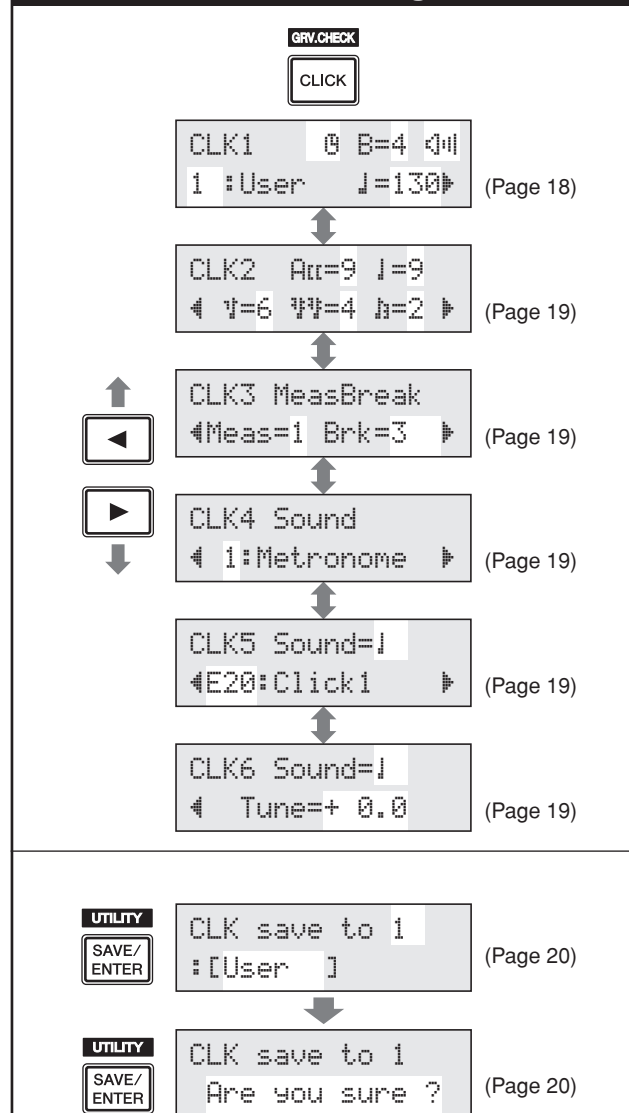 GRV.CHECK
CLICK
CLK1 B=4
1 :User ♩=130
(Page 18)
CLK2 Acc=9 ♩=9
=6 =4 =2
(Page 19)
CLK3 MeasBreak
Meas=1 Brk=3
(Page 19)
CLK4 Sound
1:Metronome
(Page 19)
CLK5 Sound=♩
E20:Click1
(Page 19)
CLK6 Sound=♩
Tune=+ 0.0
(Page 19)
UTILITY
SAVE/
ENTER
CLK save to 1
:[User ]
(Page 20)
UTILITY
SAVE/
ENTER
CLK save to 1
Are you sure ?
(Page 20)